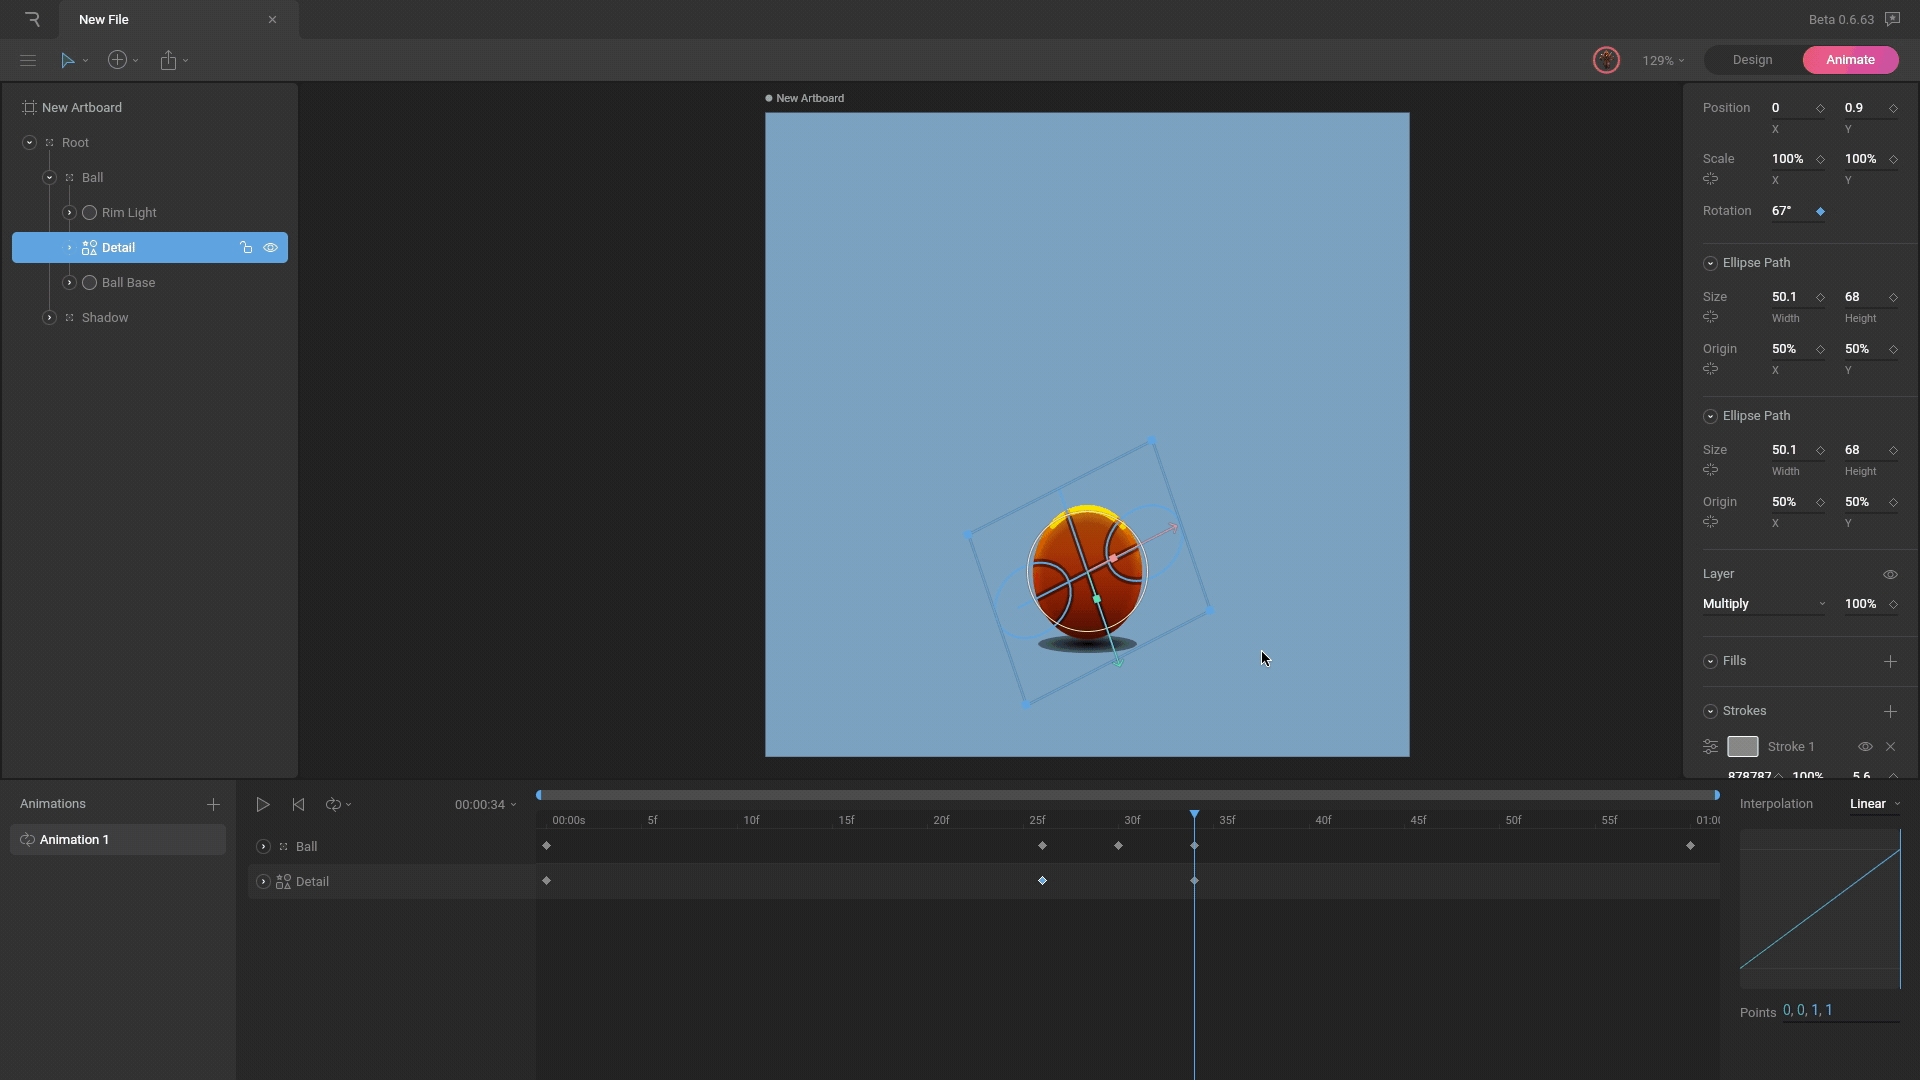 New File
Beta 0.6.63
129%
Design
Animate
New Artboard
Root
Ball
Rim Light
Detail
Ball Base
Shadow
New Artboard
Position 0 0.9
X Y
Scale 100% 100%
X Y
Rotation 67°
Ellipse Path
Size 50.1 68
Width Height
Origin 50% 50%
X Y
Ellipse Path
Size 50.1 68
Width Height
Origin 50% 50%
X Y
Layer
Multiply 100%
Fills
Strokes
Stroke 1
878787 100% 5.6
Animations
Animation 1
00:00:34
00:00s 5f 10f 15f 20f 25f 30f 35f 40f 45f 50f 55f 01:00
Ball
Detail
Interpolation Linear
Points 0, 0, 1, 1